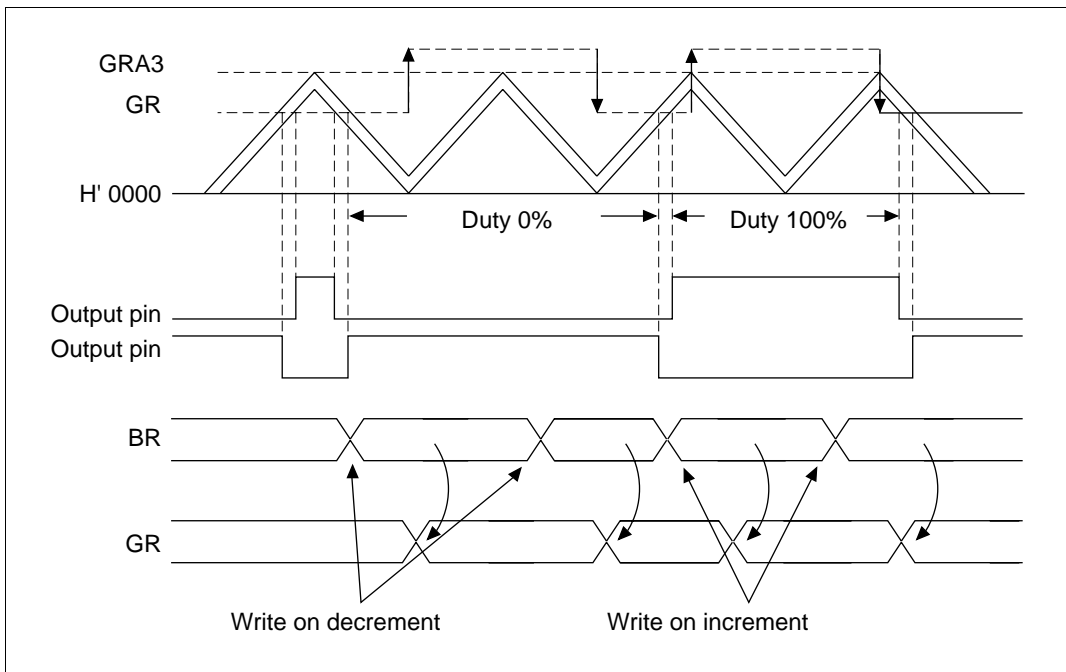 GRA3
GR
H' 0000
Duty 0%
Duty 100%
Output pin
Output pin
BR
GR
Write on decrement
Write on increment